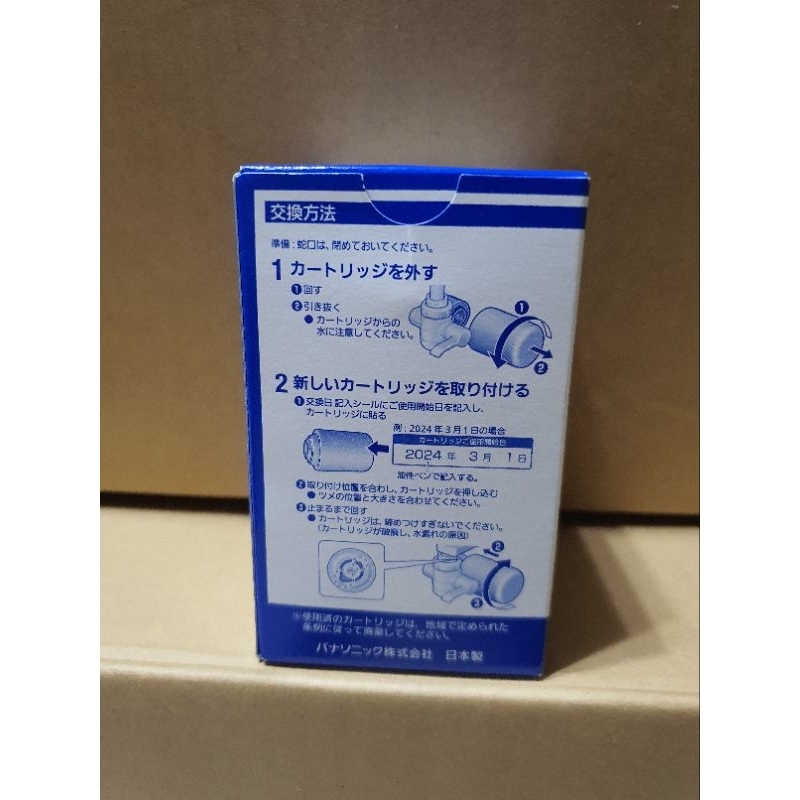 交換方法
準備：蛇口は、閉めておいてください。
1 カートリッジを外す
❶回す
❷引き抜く
● カートリッジからの
水に注意してください。
❶
❷
2 新しいカートリッジを取り付ける
❶交換日記入シールにご使用開始日を記入し、
カートリッジに貼る
例：2024年3月1日の場合
カートリッジご使用開始日
2024 年 3 月 1 日
油性ペンで記入する。
❷取り付け位置を合わし、カートリッジを押し込む
● ツメの位置と大きさを合わせてください。
❸止まるまで回す
● カートリッジは、締めつけすぎないでください。
(カートリッジが破損し、水漏れの原因)
❷
❸
使用済のカートリッジは、地域で定められた
条例に従って廃棄してください。
パナソニック株式会社 日本製